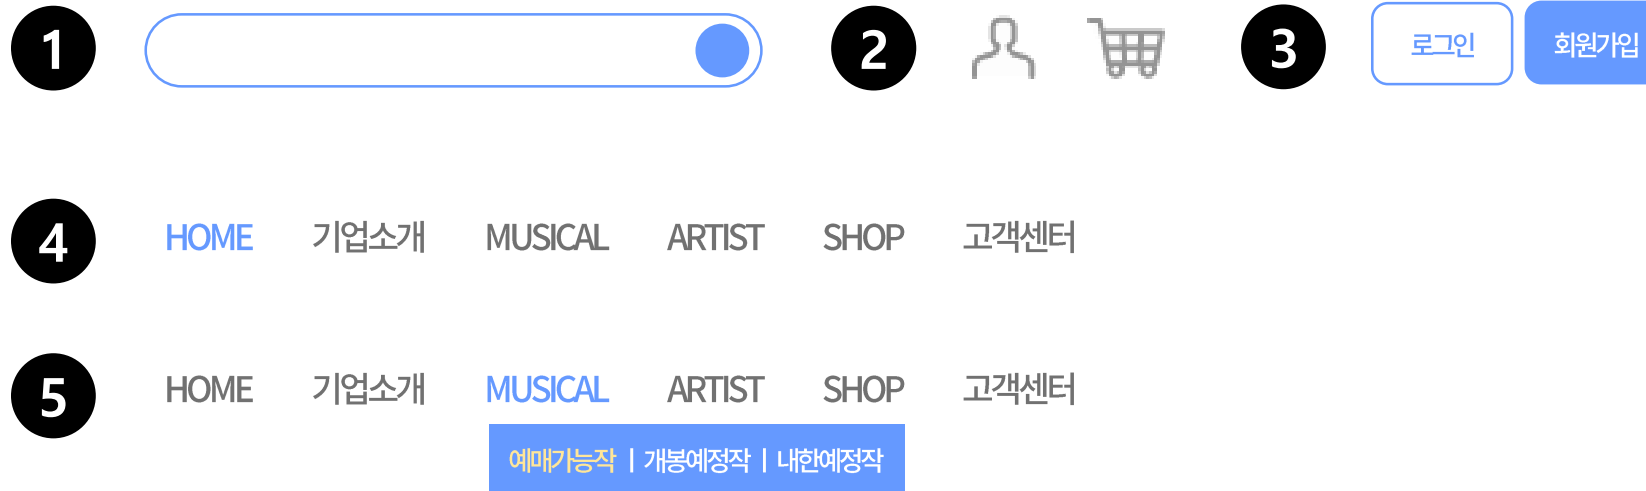 1 2 3 로그인 회원가입
4 HOME 기업소개 MUSICAL ARTIST SHOP 고객센터
5 HOME 기업소개 MUSICAL ARTIST SHOP 고객센터
예매가능작 | 개봉예정작 | 내한예정작